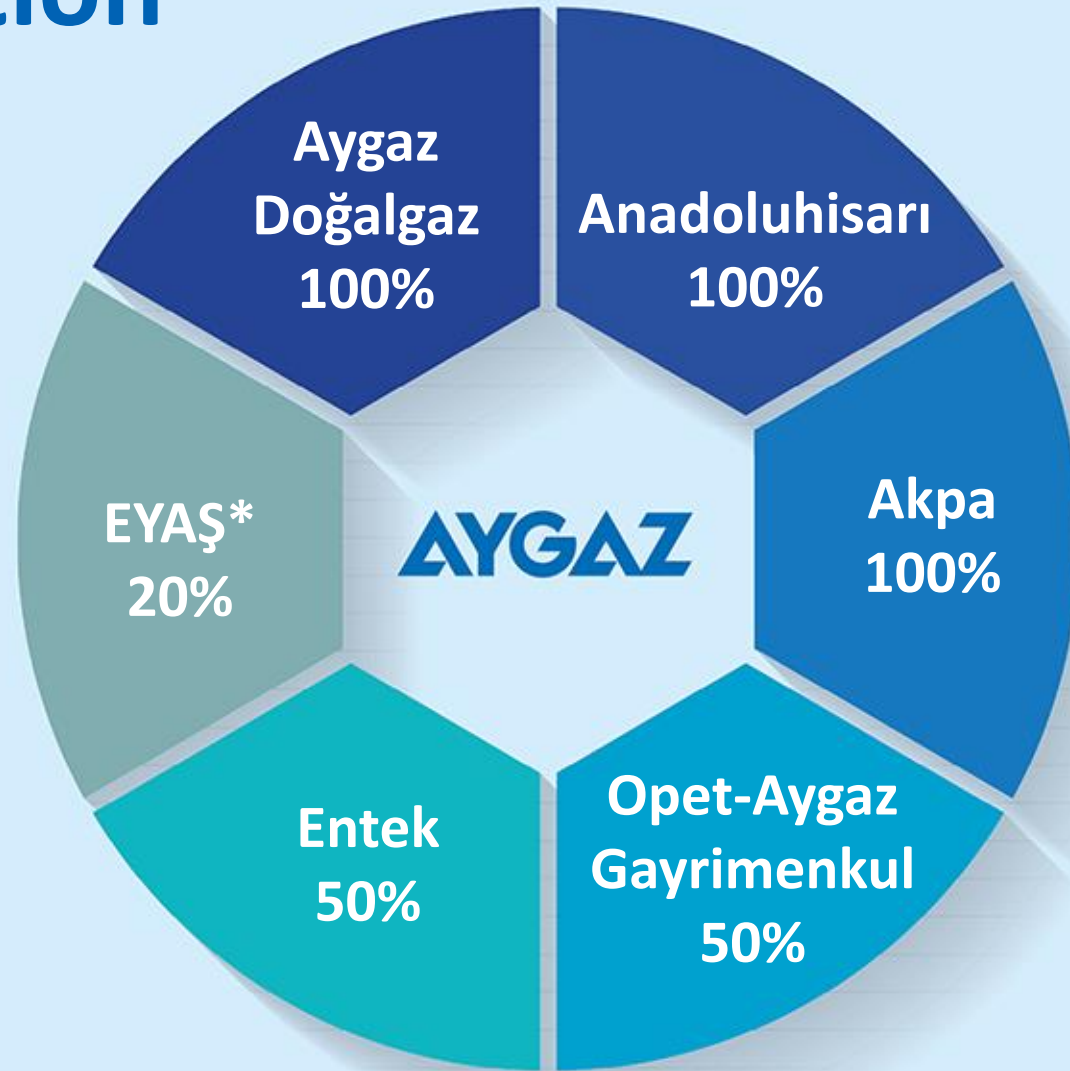 Aygaz
Doğalgaz
100%
Anadoluhisarı
100%
EYAŞ*
20%
AYGAZ
Akpa
100%
Entek
50%
Opet-Aygaz
Gayrimenkul
50%